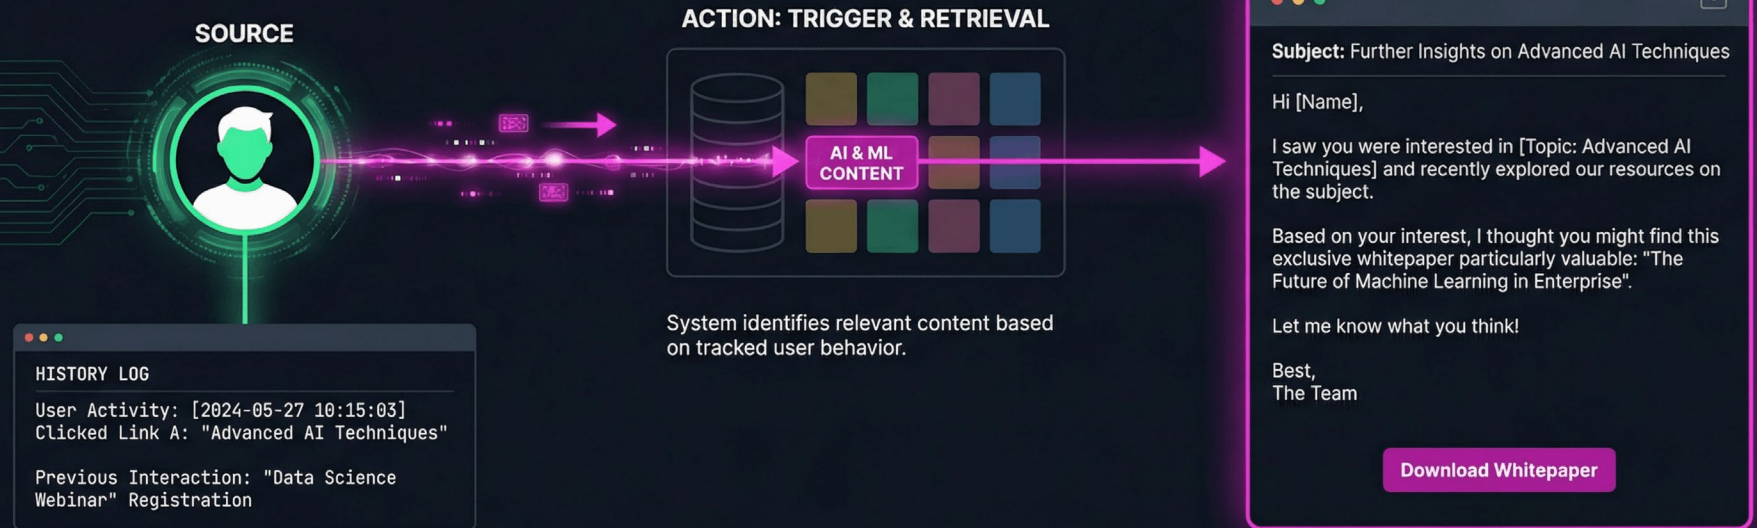 SOURCE
HISTORY LOG
User Activity: [2024-05-27 10:15:03]
Clicked Link A: "Advanced AI Techniques"
Previous Interaction: "Data Science
Webinar" Registration
ACTION: TRIGGER & RETRIEVAL
AI & ML
CONTENT
System identifies relevant content based
on tracked user behavior.
Subject: Further Insights on Advanced AI Techniques
Hi [Name],
I saw you were interested in [Topic: Advanced AI
Techniques] and recently explored our resources on
the subject.
Based on your interest, I thought you might find this
exclusive whitepaper particularly valuable: "The
Future of Machine Learning in Enterprise".
Let me know what you think!
Best,
The Team
Download Whitepaper